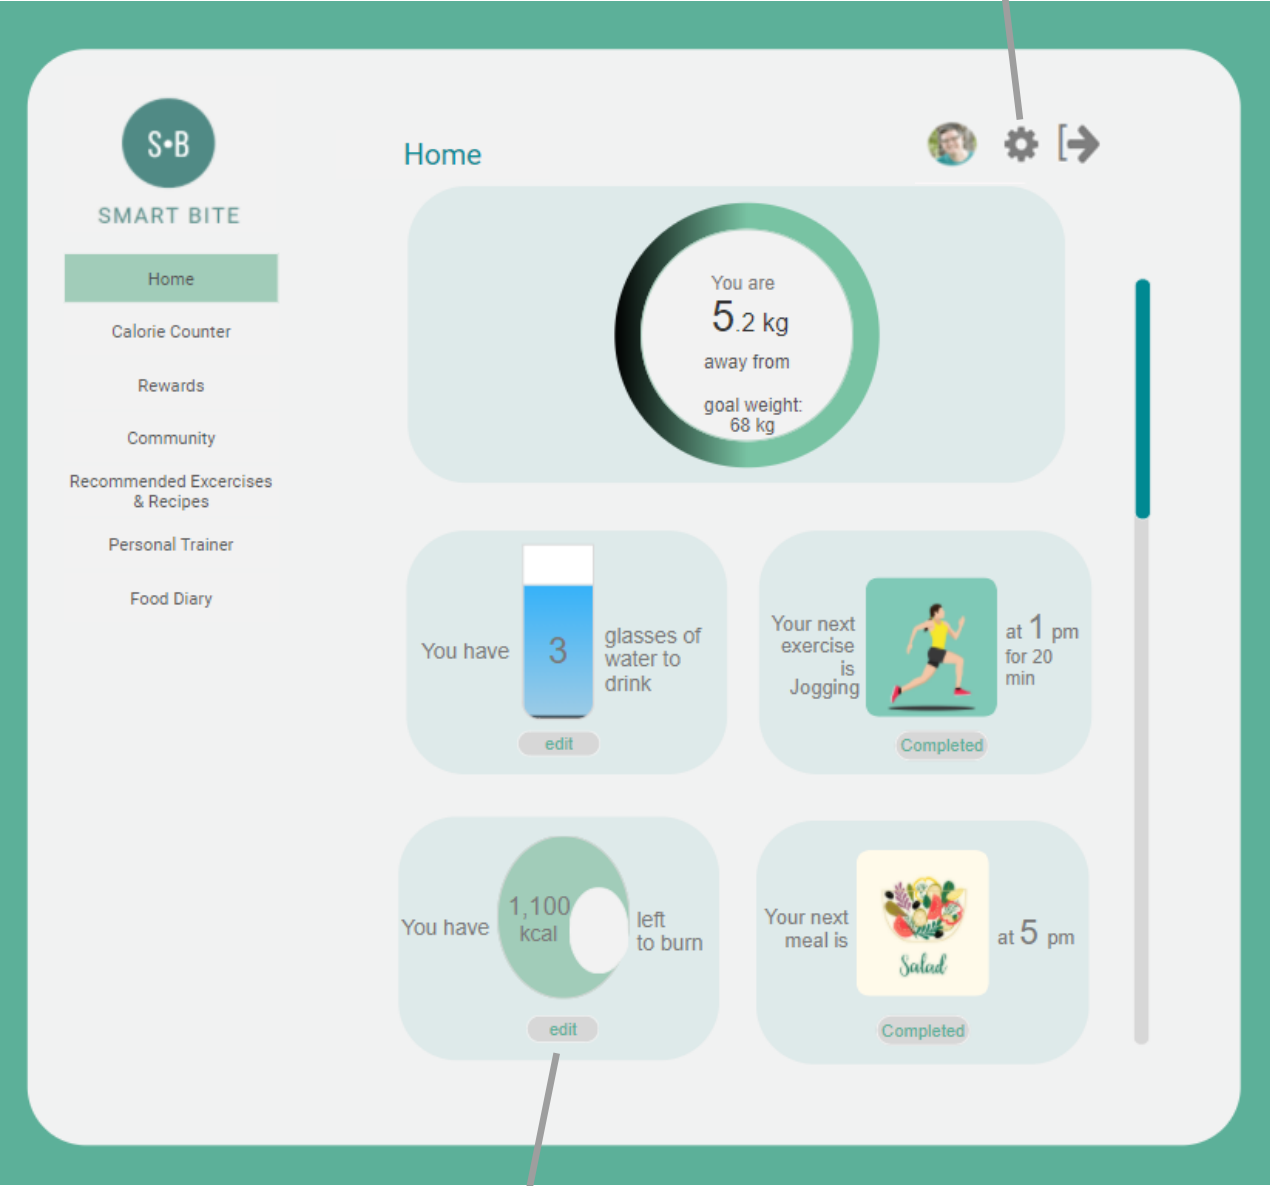 S•B
SMART BITE
Home
Calorie Counter
Rewards
Community
Recommended Excercises
& Recipes
Personal Trainer
Food Diary
Home
You are
5.2 kg
away from
goal weight:
68 kg
You have
3
glasses of
water to
drink
edit
Your next
exercise
is
Jogging
at 1 pm
for 20
min
Completed
You have
1,100
kcal
left
to burn
edit
Your next
meal is
Salad
at 5 pm
Completed